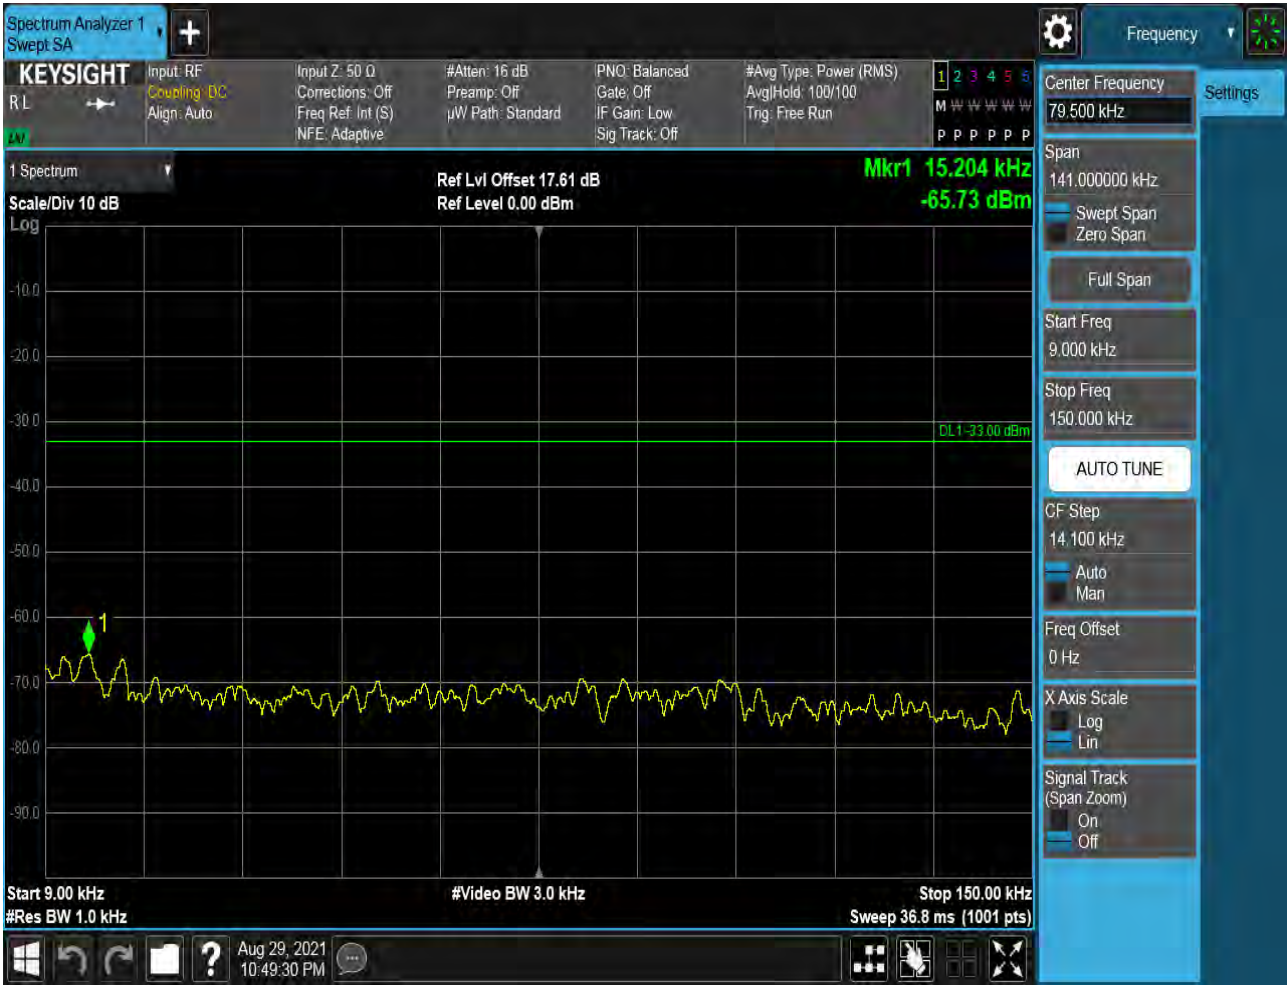 Spectrum Analyzer 1
Swept SA
Frequency
KEYSIGHT
R L
LXI
Input: RF
Coupling: DC
Align: Auto
Input Z: 50 Ω
Corrections: Off
Freq Ref: Int (S)
NFE: Adaptive
#Atten: 16 dB
Preamp: Off
µW Path: Standard
PNO: Balanced
Gate: Off
IF Gain: Low
Sig Track: Off
#Avg Type: Power (RMS)
Avg|Hold: 100/100
Trig: Free Run
1 2 3 4 5 6
M W W W W W
P P P P P P
1 Spectrum
Scale/Div 10 dB
Log
Ref Lvl Offset 17.61 dB
Ref Level 0.00 dBm
Mkr1 15.204 kHz
-65.73 dBm
-10.0
-20.0
-30.0
DL1 -33.00 dBm
-40.0
-50.0
-60.0
1
-70.0
-80.0
-90.0
Start 9.00 kHz
#Res BW 1.0 kHz
#Video BW 3.0 kHz
Stop 150.00 kHz
Sweep 36.8 ms (1001 pts)
Aug 29, 2021
10:49:30 PM
Center Frequency
79.500 kHz
Settings
Span
141.000000 kHz
Swept Span
Zero Span
Full Span
Start Freq
9.000 kHz
Stop Freq
150.000 kHz
AUTO TUNE
CF Step
14.100 kHz
Auto
Man
Freq Offset
0 Hz
X Axis Scale
Log
Lin
Signal Track
(Span Zoom)
On
Off